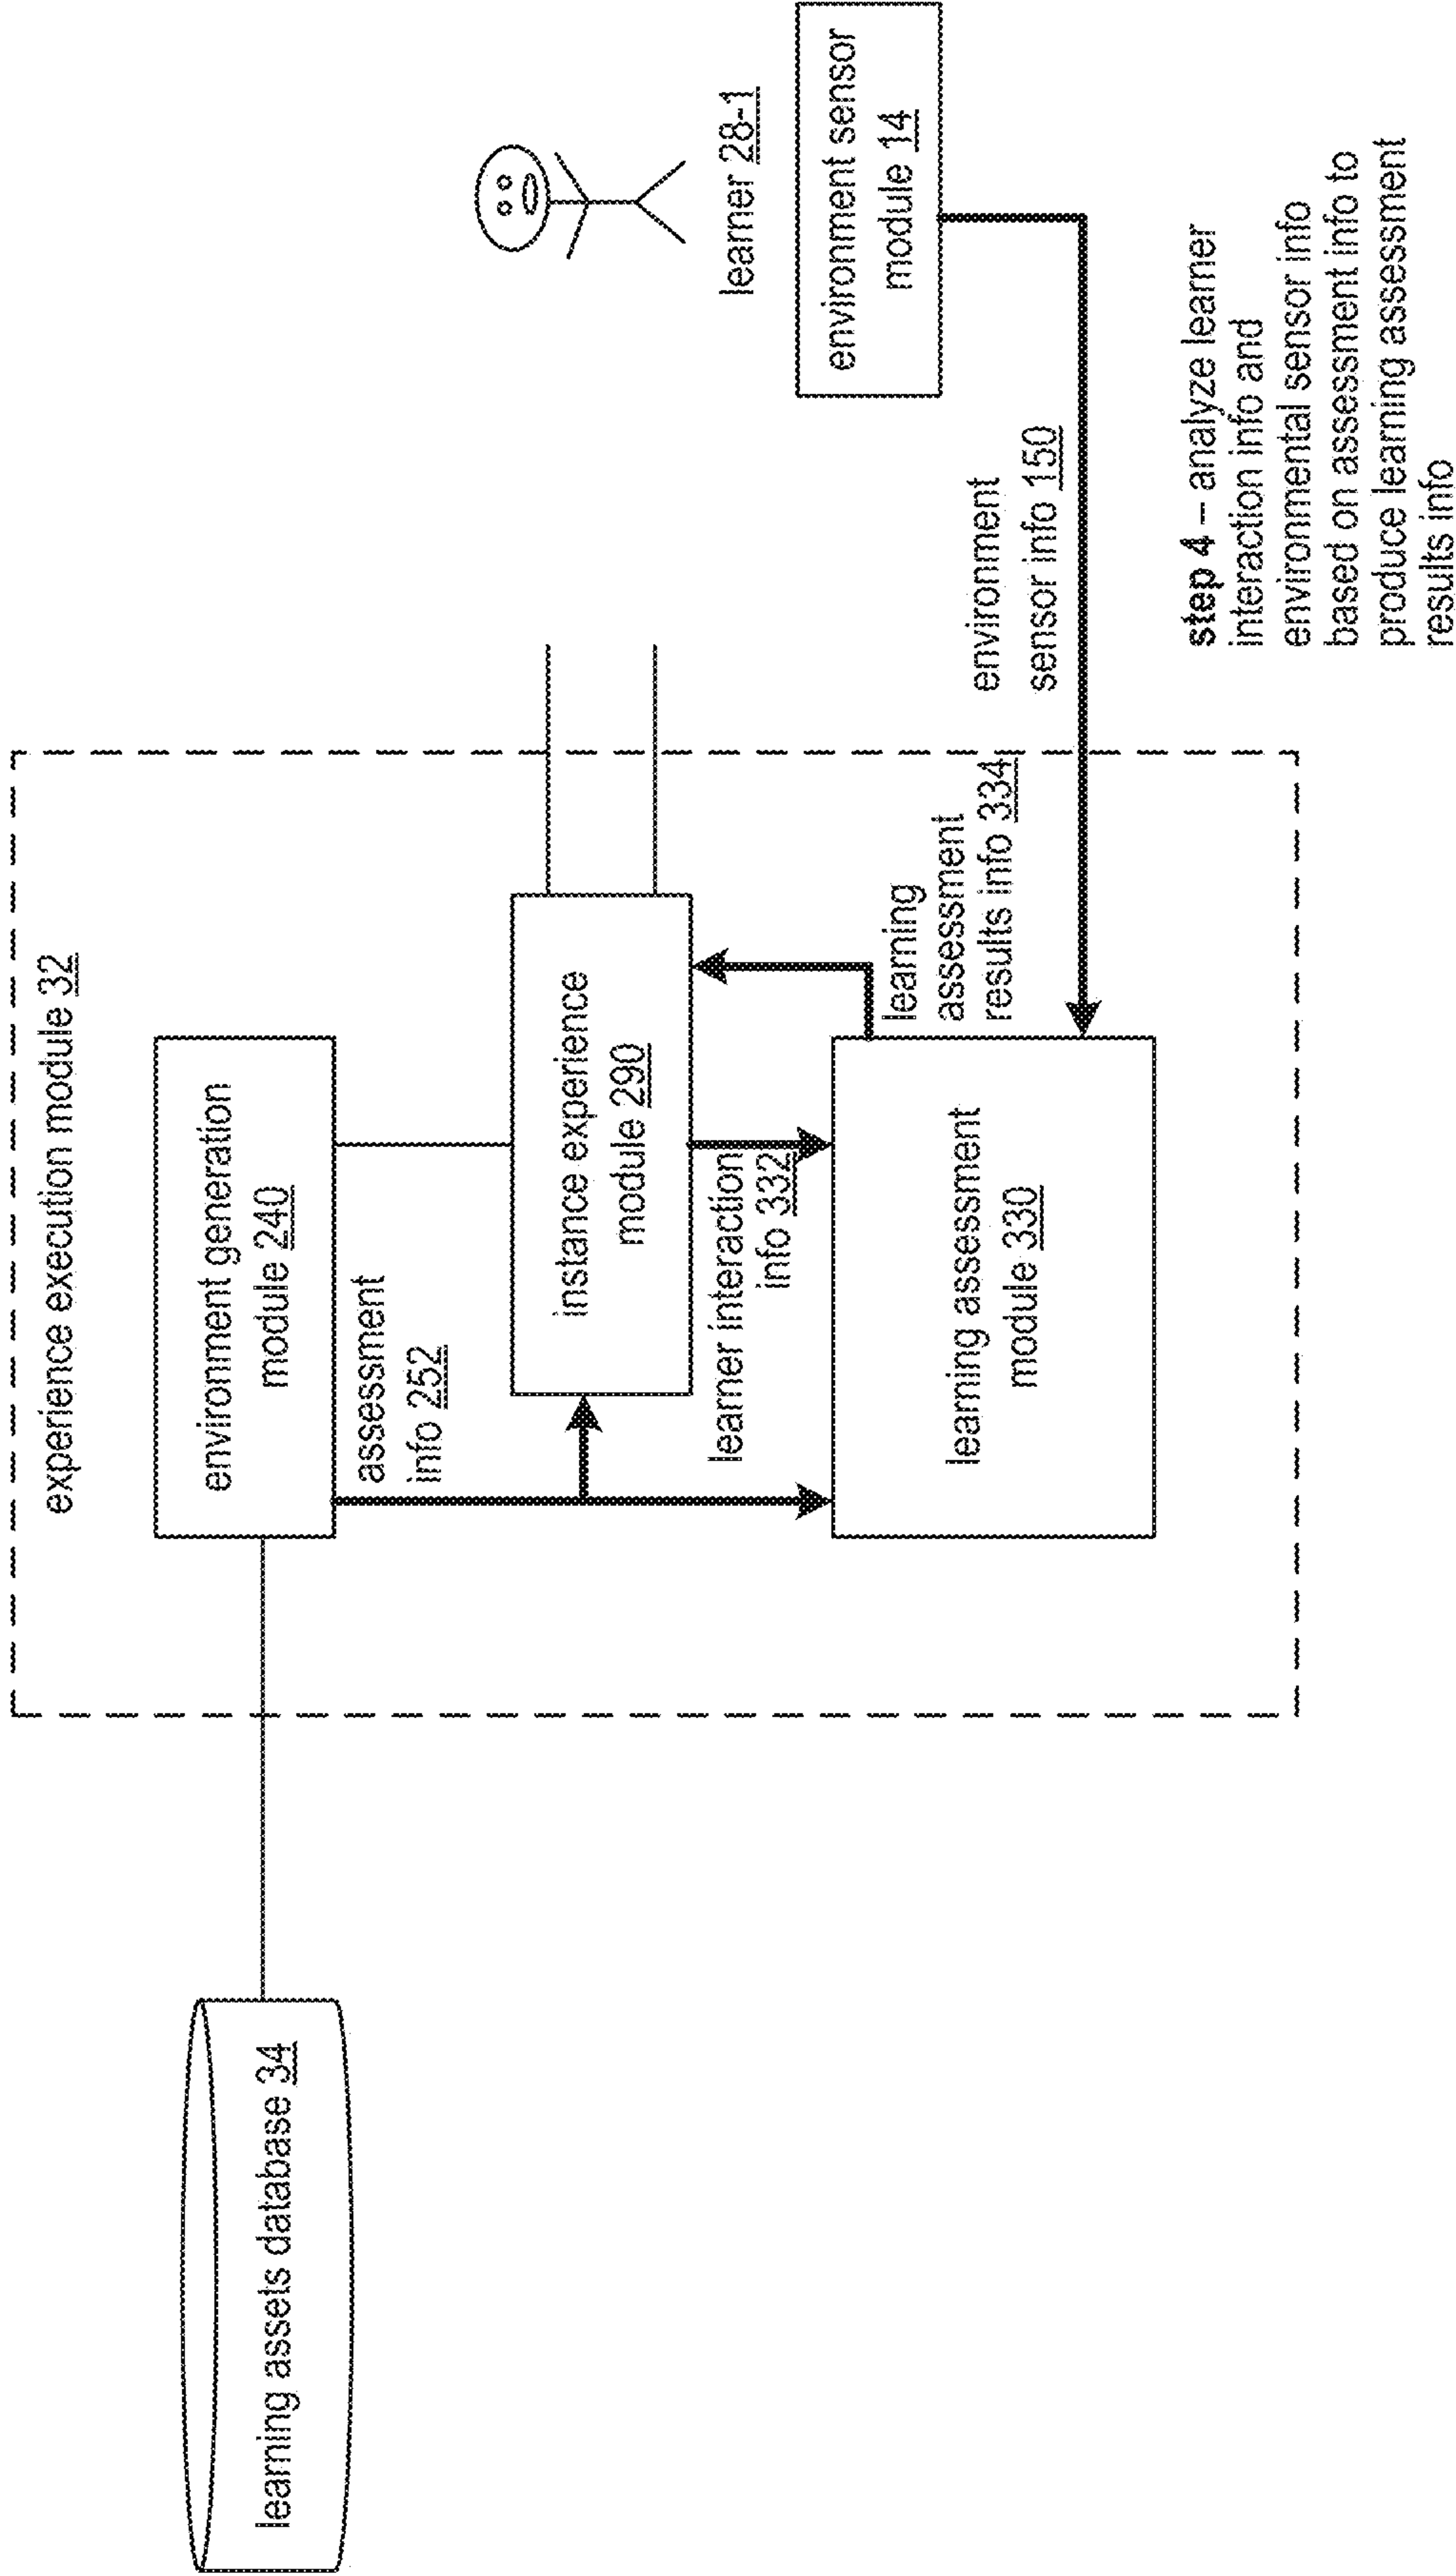 experience execution module 32
learning assets database 34
environment generation
module 240
assessment
info 252
instance experience
module 290
learner 28-1
learner interaction
info 332
learning
assessment
results info 334
environment sensor
module 14
environment
sensor info 150
learning assessment
module 330
step 4 – analyze learner
interaction info and
environmental sensor info
based on assessment info to
produce learning assessment
results info